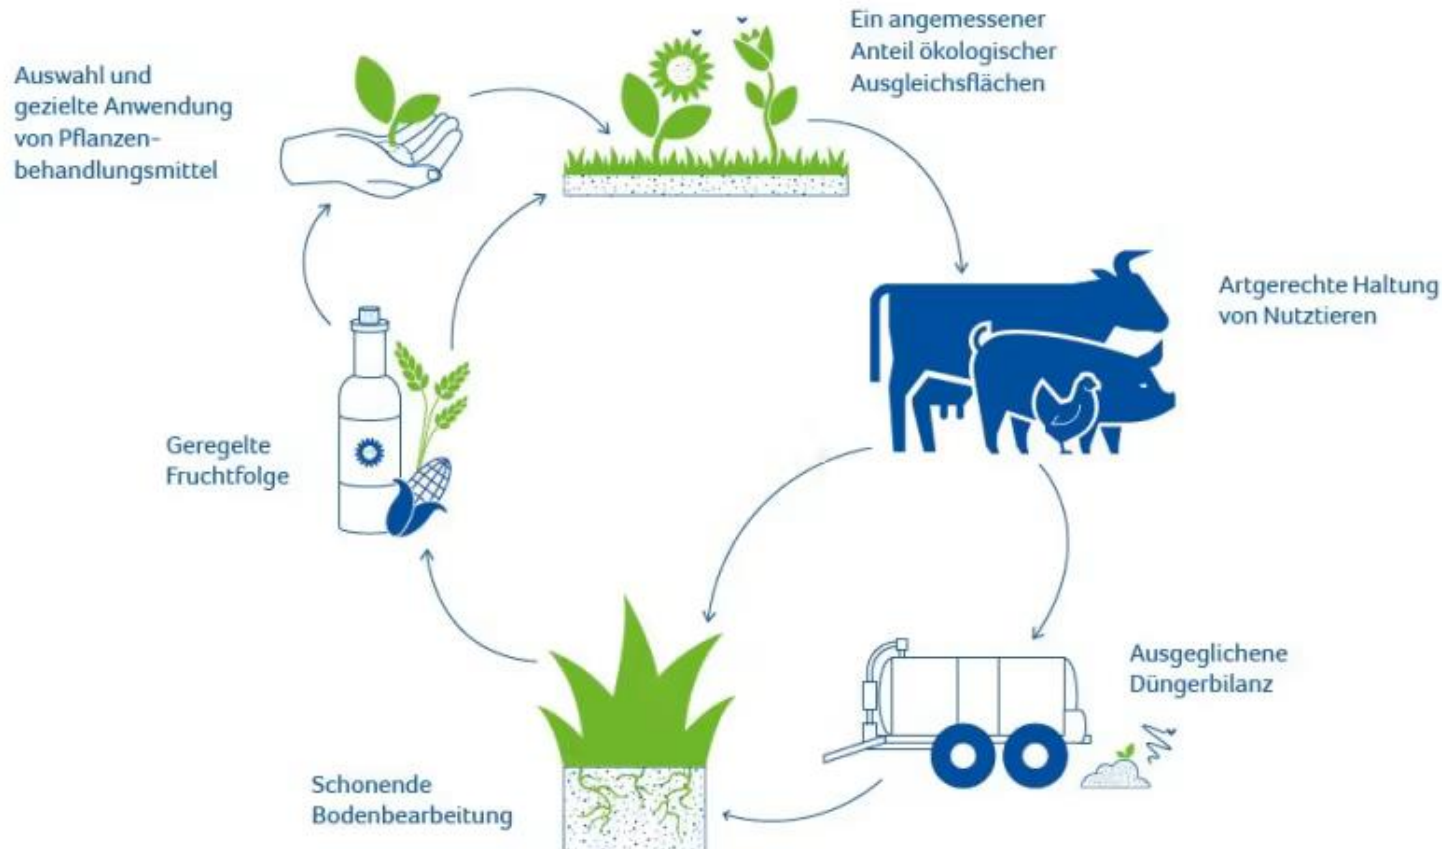 Ein angemessener
Anteil ökologischer
Ausgleichsflächen
Auswahl und
gezielte Anwendung
von Pflanzen-
behandlungsmittel
Artgerechte Haltung
von Nutztieren
Geregelte
Fruchtfolge
Ausgeglichene
Düngerbilanz
Schonende
Bodenbearbeitung